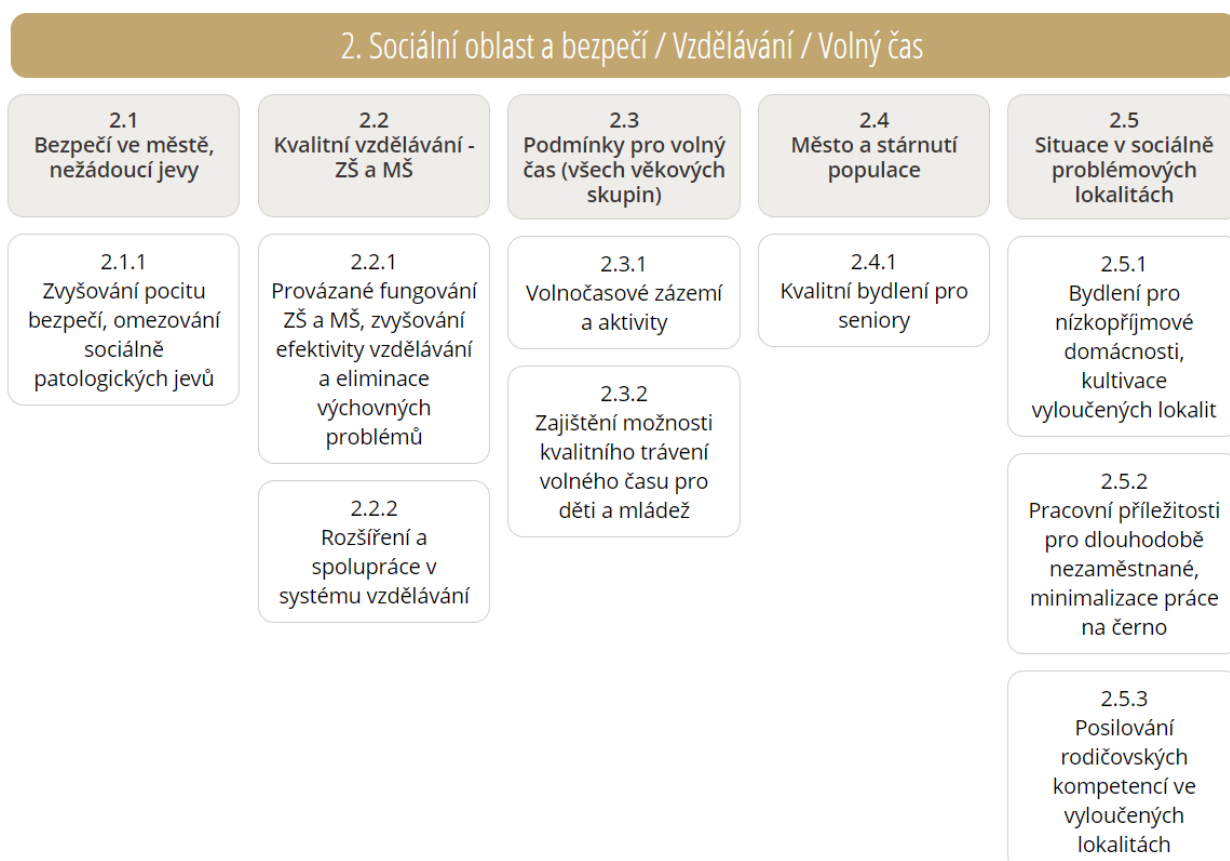 2. Sociální oblast a bezpečí / Vzdělávání / Volný čas
2.1
Bezpečí ve městě,
nežádoucí jevy
2.1.1
Zvyšování pocitu
bezpečí, omezování
sociálně
patologických jevů
2.2
Kvalitní vzdělávání -
ZŠ a MŠ
2.2.1
Provázané fungování
ZŠ a MŠ, zvyšování
efektivity vzdělávání
a eliminace
výchovných
problémů
2.2.2
Rozšíření a
spolupráce v
systému vzdělávání
2.3
Podmínky pro volný
čas (všech věkových
skupin)
2.3.1
Volnočasové zázemí
a aktivity
2.3.2
Zajištění možnosti
kvalitního trávení
volného času pro
děti a mládež
2.4
Město a stárnutí
populace
2.4.1
Kvalitní bydlení pro
seniory
2.5
Situace v sociálně
problémových
lokalitách
2.5.1
Bydlení pro
nízkopříjmové
domácnosti,
kultivace
vyloučených lokalit
2.5.2
Pracovní příležitosti
pro dlouhodobě
nezaměstnané,
minimalizace práce
na černo
2.5.3
Posilování
rodičovských
kompetencí ve
vyloučených
lokalitách